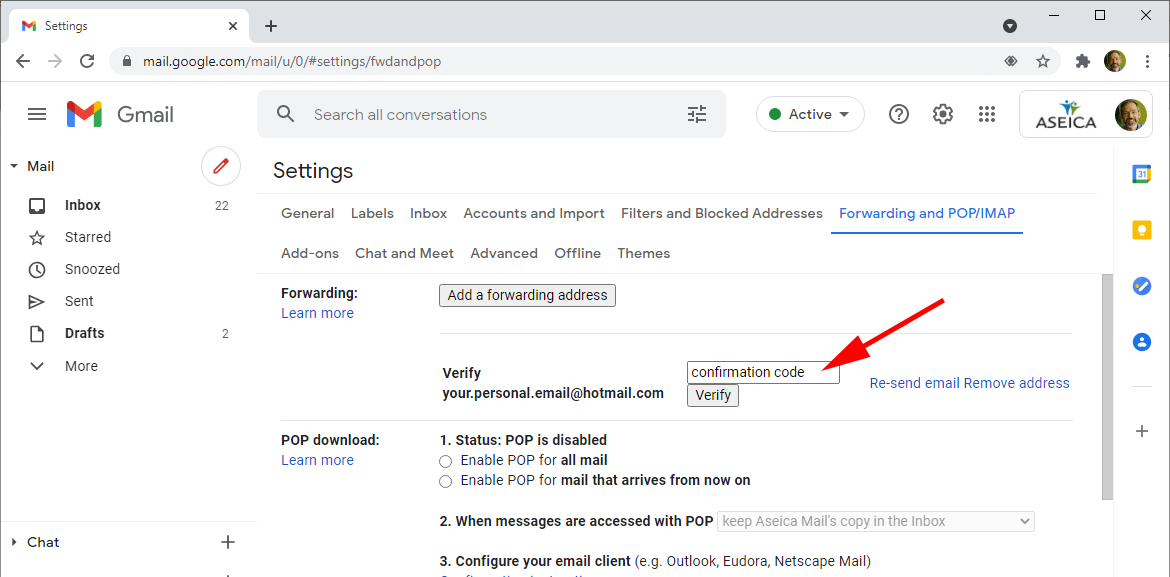 Settings
mail.google.com/mail/u/0/#settings/fwdandpop
Gmail
Search all conversations
Active
ASEICA
Mail
Inbox 22
Starred
Snoozed
Sent
Drafts 2
More
Chat
Settings
General Labels Inbox Accounts and Import Filters and Blocked Addresses Forwarding and POP/IMAP
Add-ons Chat and Meet Advanced Offline Themes
Forwarding: Add a forwarding address
Learn more
Verify
your.personal.email@hotmail.com
confirmation code
Verify
Re-send email Remove address
POP download: 1. Status: POP is disabled
Learn more Enable POP for all mail
Enable POP for mail that arrives from now on
2. When messages are accessed with POP keep Aseica Mail's copy in the Inbox
3. Configure your email client (e.g. Outlook, Eudora, Netscape Mail)
31